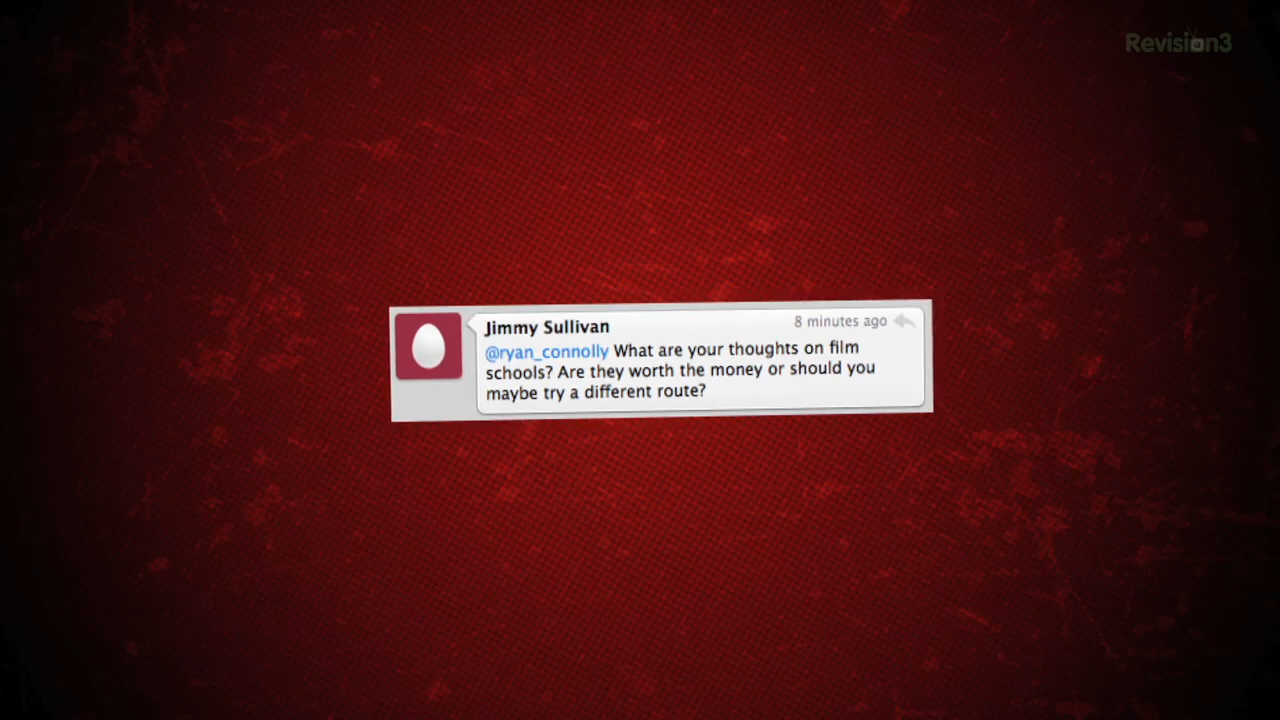 Revision3
Jimmy Sullivan 8 minutes ago
@ryan_connolly What are your thoughts on film
schools? Are they worth the money or should you
maybe try a different route?